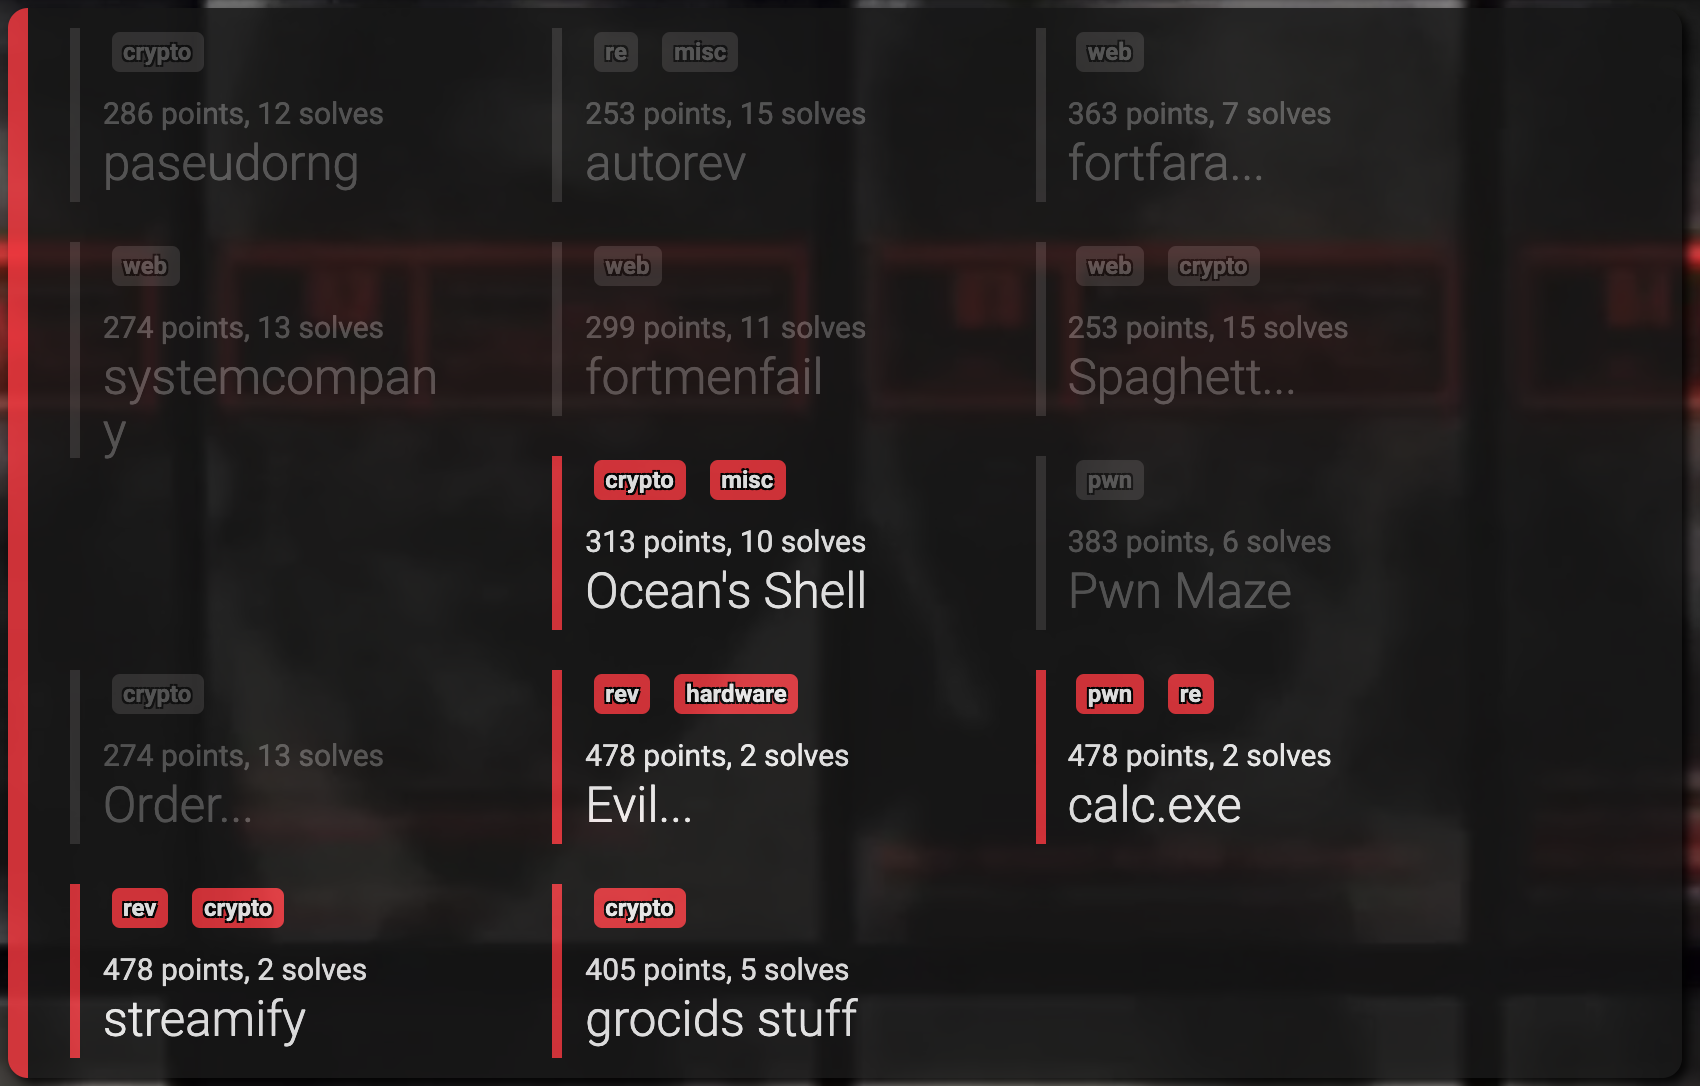 crypto
286 points, 12 solves
paseudorng
re misc
253 points, 15 solves
autorev
web
363 points, 7 solves
fortfara...
web
274 points, 13 solves
systemcompan
y
web
299 points, 11 solves
fortmenfail
web crypto
253 points, 15 solves
Spaghett...
crypto misc
313 points, 10 solves
Ocean's Shell
pwn
383 points, 6 solves
Pwn Maze
crypto
274 points, 13 solves
Order...
rev hardware
478 points, 2 solves
Evil...
pwn re
478 points, 2 solves
calc.exe
rev crypto
478 points, 2 solves
streamify
crypto
405 points, 5 solves
grocids stuff